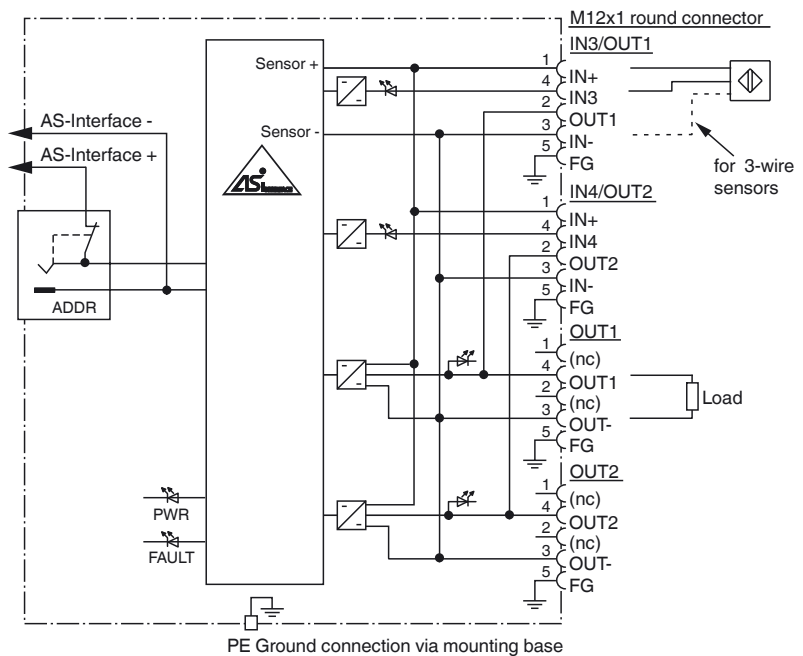 M12x1 round connector
IN3/OUT1
Sensor +
1
IN+
4
IN3
2
OUT1
Sensor -
3
IN-
5
FG
AS-Interface -
AS-Interface +
for 3-wire
sensors
IN4/OUT2
1
IN+
4
IN4
2
OUT2
3
IN-
5
FG
ADDR
OUT1
1
(nc)
4
OUT1
2
(nc)
3
OUT-
5
FG
Load
OUT2
1
(nc)
4
OUT2
2
(nc)
3
OUT-
5
FG
PWR
FAULT
PE Ground connection via mounting base